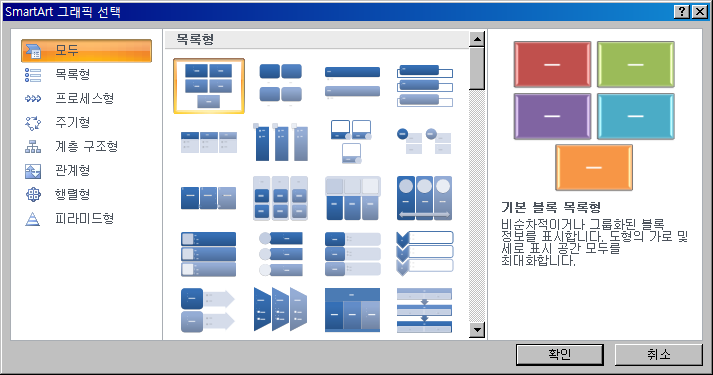 SmartArt 그래픽 선택
모두
목록형
프로세스형
주기형
계층 구조형
관계형
행렬형
피라미드형
목록형
기본 블록 목록형
비순차적이거나 그룹화된 블록
정보를 표시합니다. 도형의 가로 및
세로 표시 공간 모두를
최대화합니다.
확인
취소